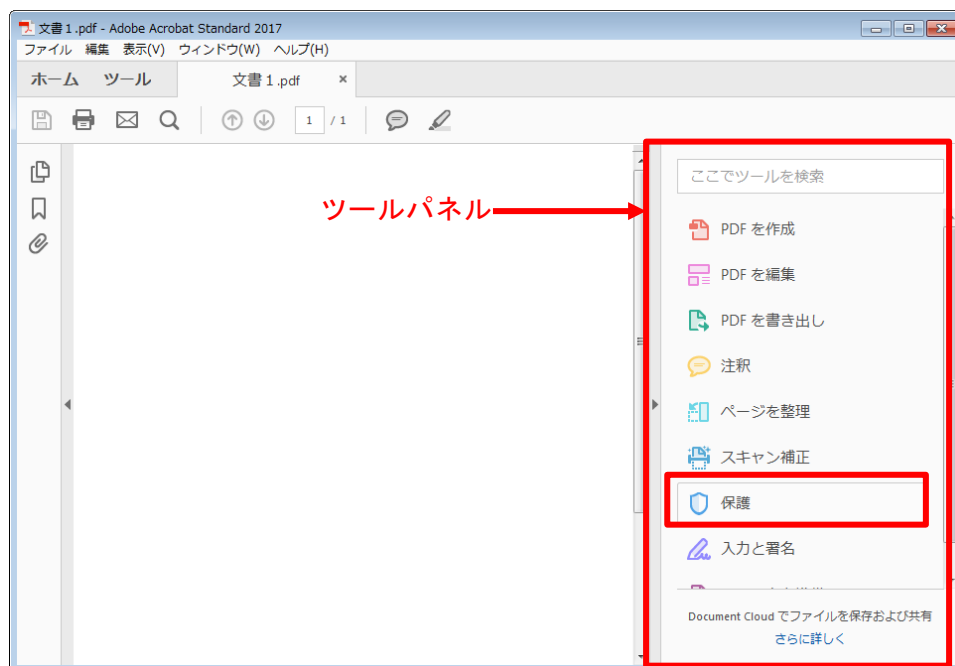 文書1.pdf - Adobe Acrobat Standard 2017
ファイル 編集 表示(V) ウィンドウ(W) ヘルプ(H)
ホーム ツール 文書1.pdf ×
1 / 1
ここでツールを検索
ツールパネル
PDF を作成
PDF を編集
PDF を書き出し
注釈
ページを整理
スキャン補正
保護
入力と署名
Document Cloud でファイルを保存および共有
さらに詳しく